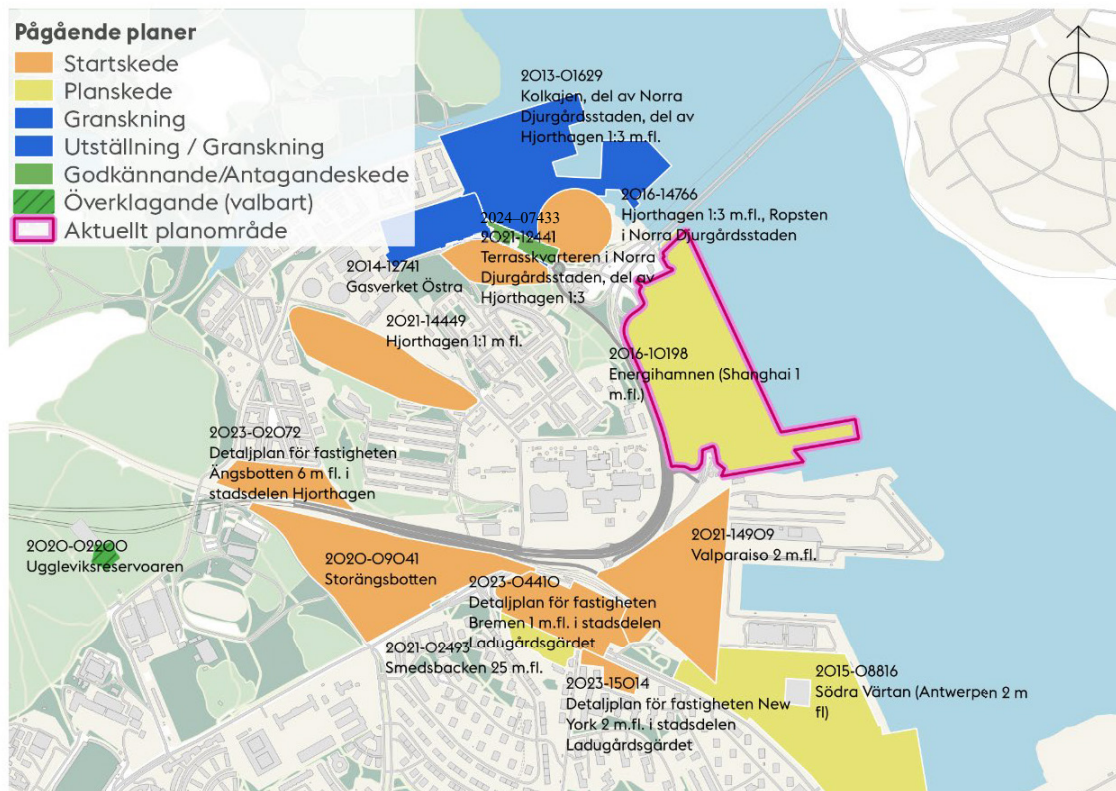 Pågående planer
Startskede
Planskede
Granskning
Utställning / Granskning
Godkännande/Antagandeskede
Överklagande (valbart)
Aktuellt planområde
2013-01629
Kolkajen, del av Norra
Djurgårdsstaden, del av
Hjorthagen 1:3 m.fl.
2016-14766
Hjorthagen 1:3 m.fl., Ropsten
i Norra Djurgårdsstaden
2024–07433
2021-12441
Terrasskvarteren i Norra
Djurgårdsstaden, del av
Hjorthagen 1:3
2014-12741
Gasverket Östra
2021-14449
Hjorthagen 1:1 m fl.
2016-10198
Energihamnen (Shanghai 1
m.fl.)
2023-02072
Detaljplan för fastigheten
Ängsbotten 6 m fl. i
stadsdelen Hjorthagen
2020-02200
Uggleviksreservoaren
2020-09041
Storängsbotten
2021-14909
Valparaiso 2 m.fl.
2023-04410
Detaljplan för fastigheten
Bremen 1 m.fl. i stadsdelen
Ladugårdsgärdet
2021-02493
Smedsbacken 25 m.fl.
2023-15014
Detaljplan för fastigheten New
York 2 m.fl. i stadsdelen
Ladugårdsgärdet
2015-08816
Södra Värtan (Antwerpen 2 m
fl)